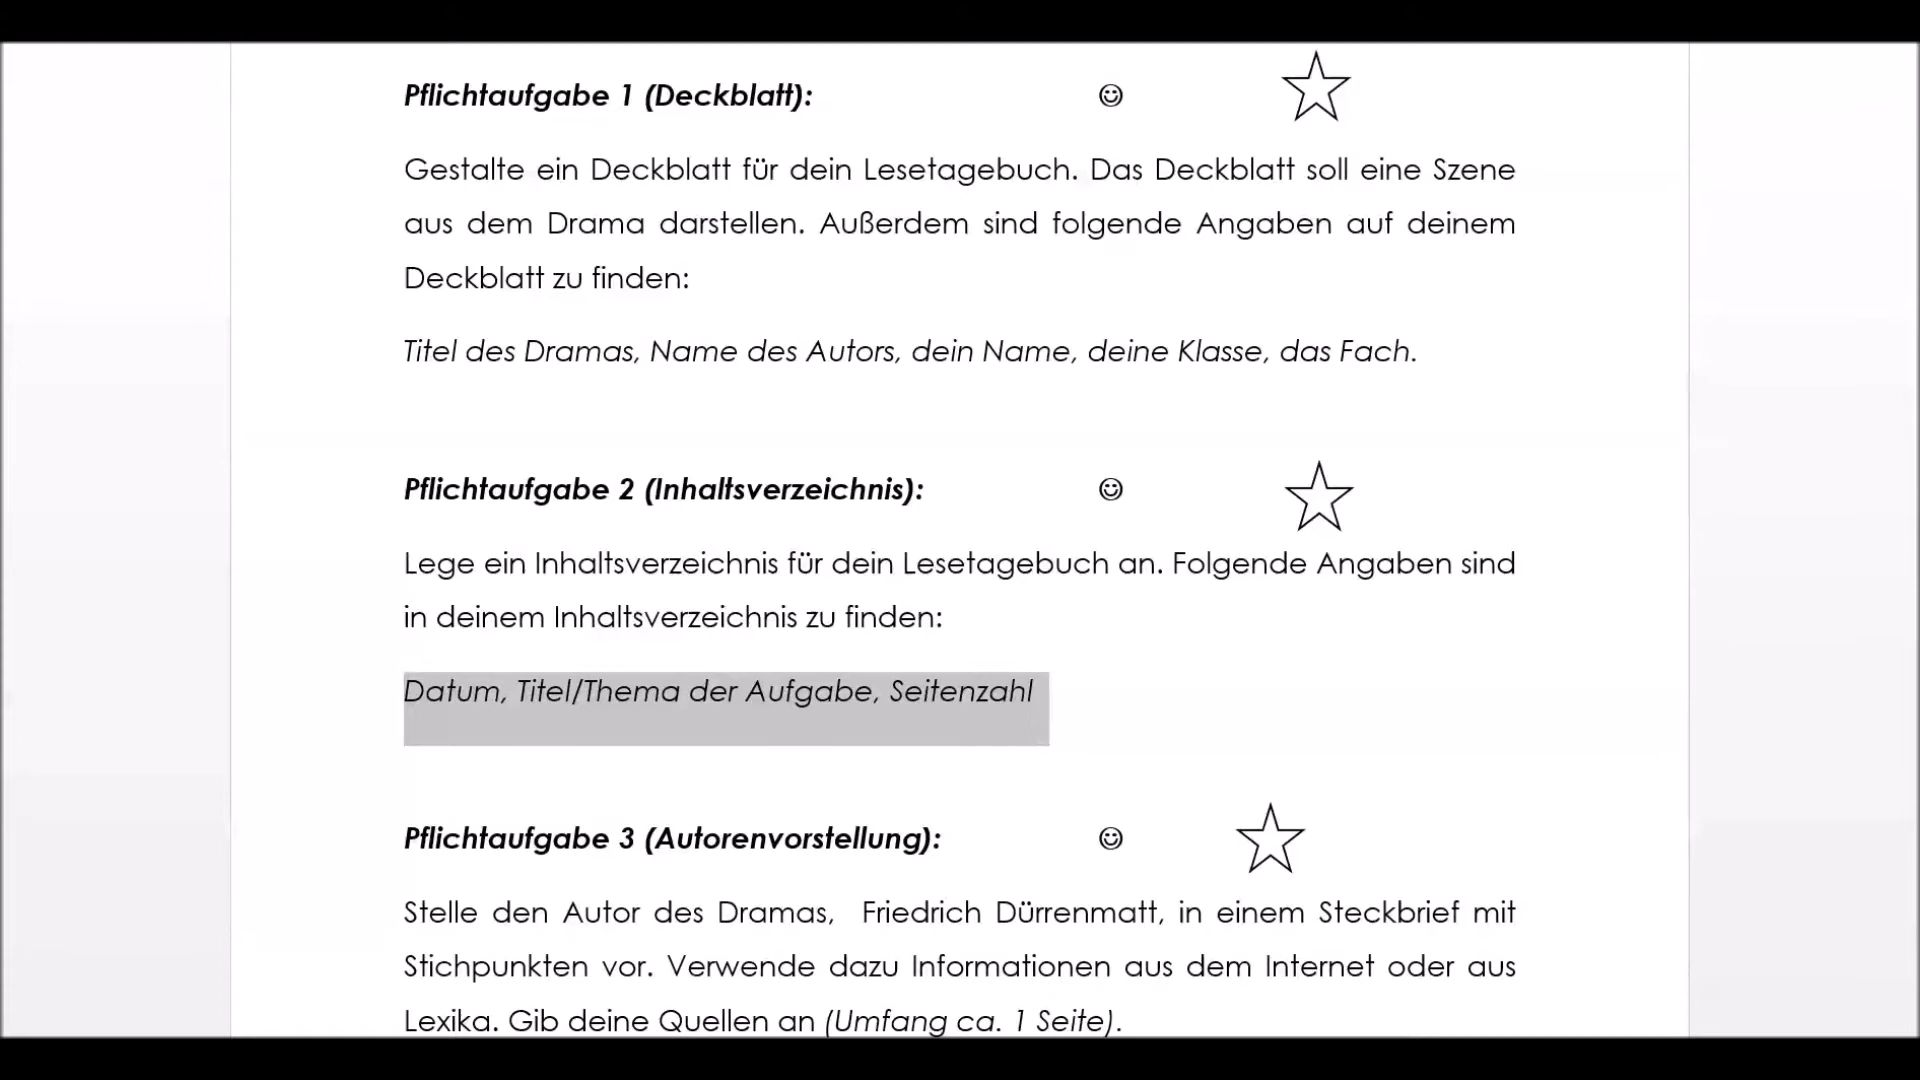 Pflichtaufgabe 1 (Deckblatt): ☺
Gestalte ein Deckblatt für dein Lesetagebuch. Das Deckblatt soll eine Szene
aus dem Drama darstellen. Außerdem sind folgende Angaben auf deinem
Deckblatt zu finden:
Titel des Dramas, Name des Autors, dein Name, deine Klasse, das Fach.
Pflichtaufgabe 2 (Inhaltsverzeichnis): ☺
Lege ein Inhaltsverzeichnis für dein Lesetagebuch an. Folgende Angaben sind
in deinem Inhaltsverzeichnis zu finden:
Datum, Titel/Thema der Aufgabe, Seitenzahl
Pflichtaufgabe 3 (Autorenvorstellung): ☺
Stelle den Autor des Dramas, Friedrich Dürrenmatt, in einem Steckbrief mit
Stichpunkten vor. Verwende dazu Informationen aus dem Internet oder aus
Lexika. Gib deine Quellen an (Umfang ca. 1 Seite).